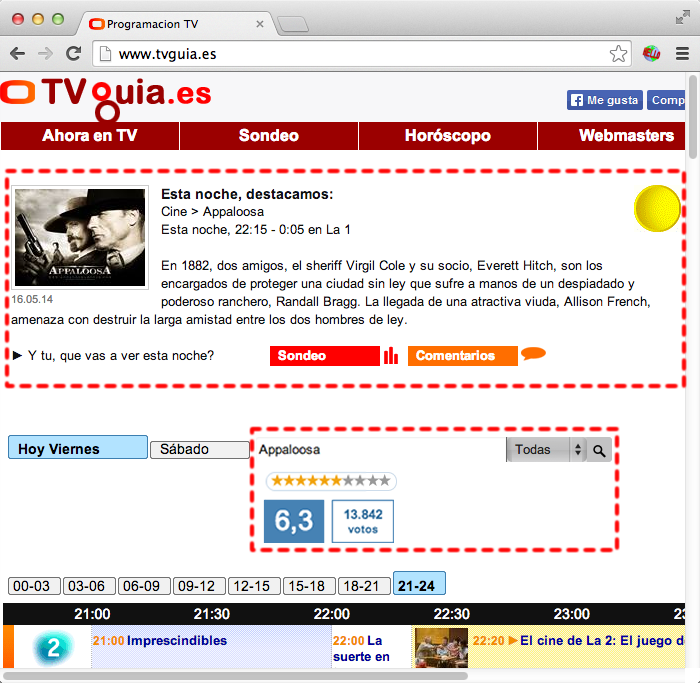 Programacion TV
www.tvguia.es
TVguia.es
Me gusta
Comp
Ahora en TV
Sondeo
Horóscopo
Webmasters
APPALOOSA
16.05.14
Esta noche, destacamos:
Cine > Appaloosa
Esta noche, 22:15 - 0:05 en La 1
En 1882, dos amigos, el sheriff Virgil Cole y su socio, Everett Hitch, son los
encargados de proteger una ciudad sin ley que sufre a manos de un despiadado y
poderoso ranchero, Randall Bragg. La llegada de una atractiva viuda, Allison French,
amenaza con destruir la larga amistad entre los dos hombres de ley.
► Y tu, que vas a ver esta noche?
Sondeo
Comentarios
Hoy Viernes
Sábado
Appaloosa
Todas
6,3
13.842
votos
00-03
03-06
06-09
09-12
12-15
15-18
18-21
21-24
21:00
21:30
22:00
22:30
23:00
23:
2
21:00 Imprescindibles
22:00 La
suerte en
22:20 ► El cine de La 2: El juego d